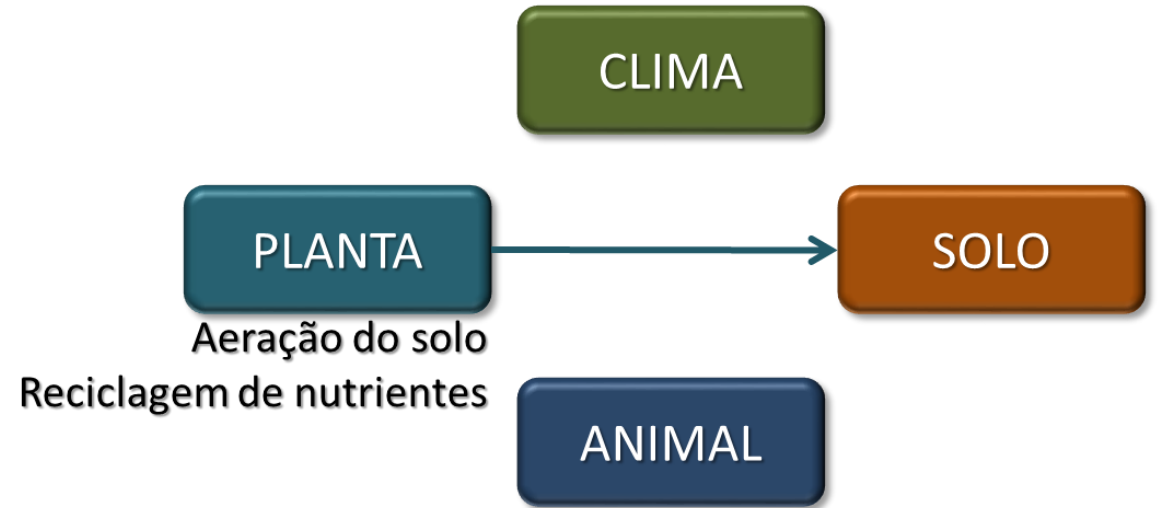 CLIMA
PLANTA
SOLO
Aeração do solo
Reciclagem de nutrientes
ANIMAL